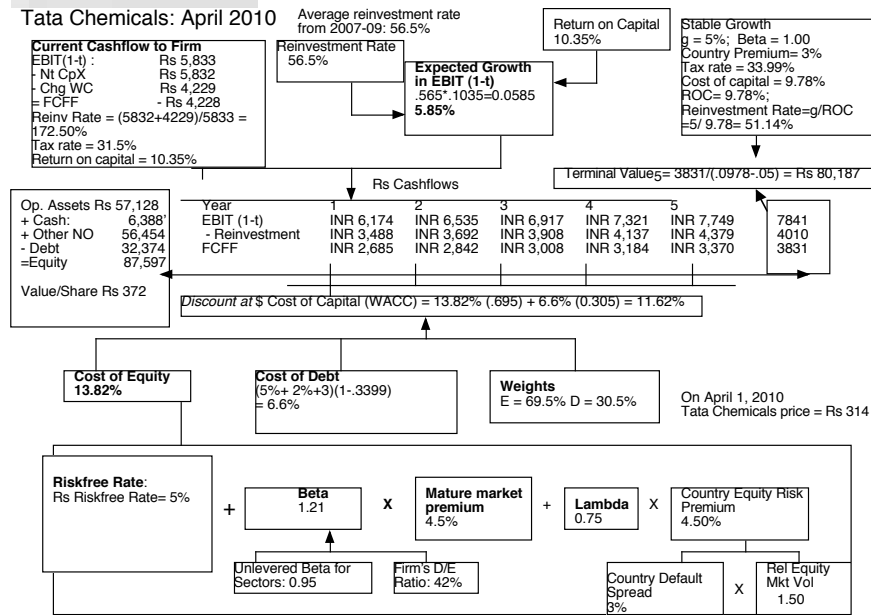 Tata Chemicals: April 2010
Average reinvestment rate
from 2007-09: 56.5%
Current Cashflow to Firm
EBIT(1-t) : Rs 5,833
- Nt CpX Rs 5,832
- Chg WC Rs 4,229
= FCFF - Rs 4,228
Reinv Rate = (5832+4229)/5833 =
172.50%
Tax rate = 31.5%
Return on capital = 10.35%
Reinvestment Rate
56.5%
Expected Growth
in EBIT (1-t)
.565*.1035=0.0585
5.85%
Return on Capital
10.35%
Stable Growth
g = 5%; Beta = 1.00
Country Premium= 3%
Tax rate = 33.99%
Cost of capital = 9.78%
ROC= 9.78%;
Reinvestment Rate=g/ROC
=5/ 9.78= 51.14%
Terminal Value5= 3831/(.0978-.05) = Rs 80,187
Rs Cashflows
Op. Assets Rs 57,128
+ Cash: 6,388'
+ Other NO 56,454
- Debt 32,374
=Equity 87,597
Value/Share Rs 372
Year 1 2 3 4 5
EBIT (1-t) INR 6,174 INR 6,535 INR 6,917 INR 7,321 INR 7,749 7841
- Reinvestment INR 3,488 INR 3,692 INR 3,908 INR 4,137 INR 4,379 4010
FCFF INR 2,685 INR 2,842 INR 3,008 INR 3,184 INR 3,370 3831
Discount at $ Cost of Capital (WACC) = 13.82% (.695) + 6.6% (0.305) = 11.62%
Cost of Equity
13.82%
Cost of Debt
(5%+ 2%+3)(1-.3399)
= 6.6%
Weights
E = 69.5% D = 30.5%
On April 1, 2010
Tata Chemicals price = Rs 314
Riskfree Rate:
Rs Riskfree Rate= 5%
+
Beta
1.21
X
Mature market
premium
4.5%
+
Lambda
0.75
X
Country Equity Risk
Premium
4.50%
Unlevered Beta for
Sectors: 0.95
Firm's D/E
Ratio: 42%
Country Default
Spread
3%
X
Rel Equity
Mkt Vol
1.50